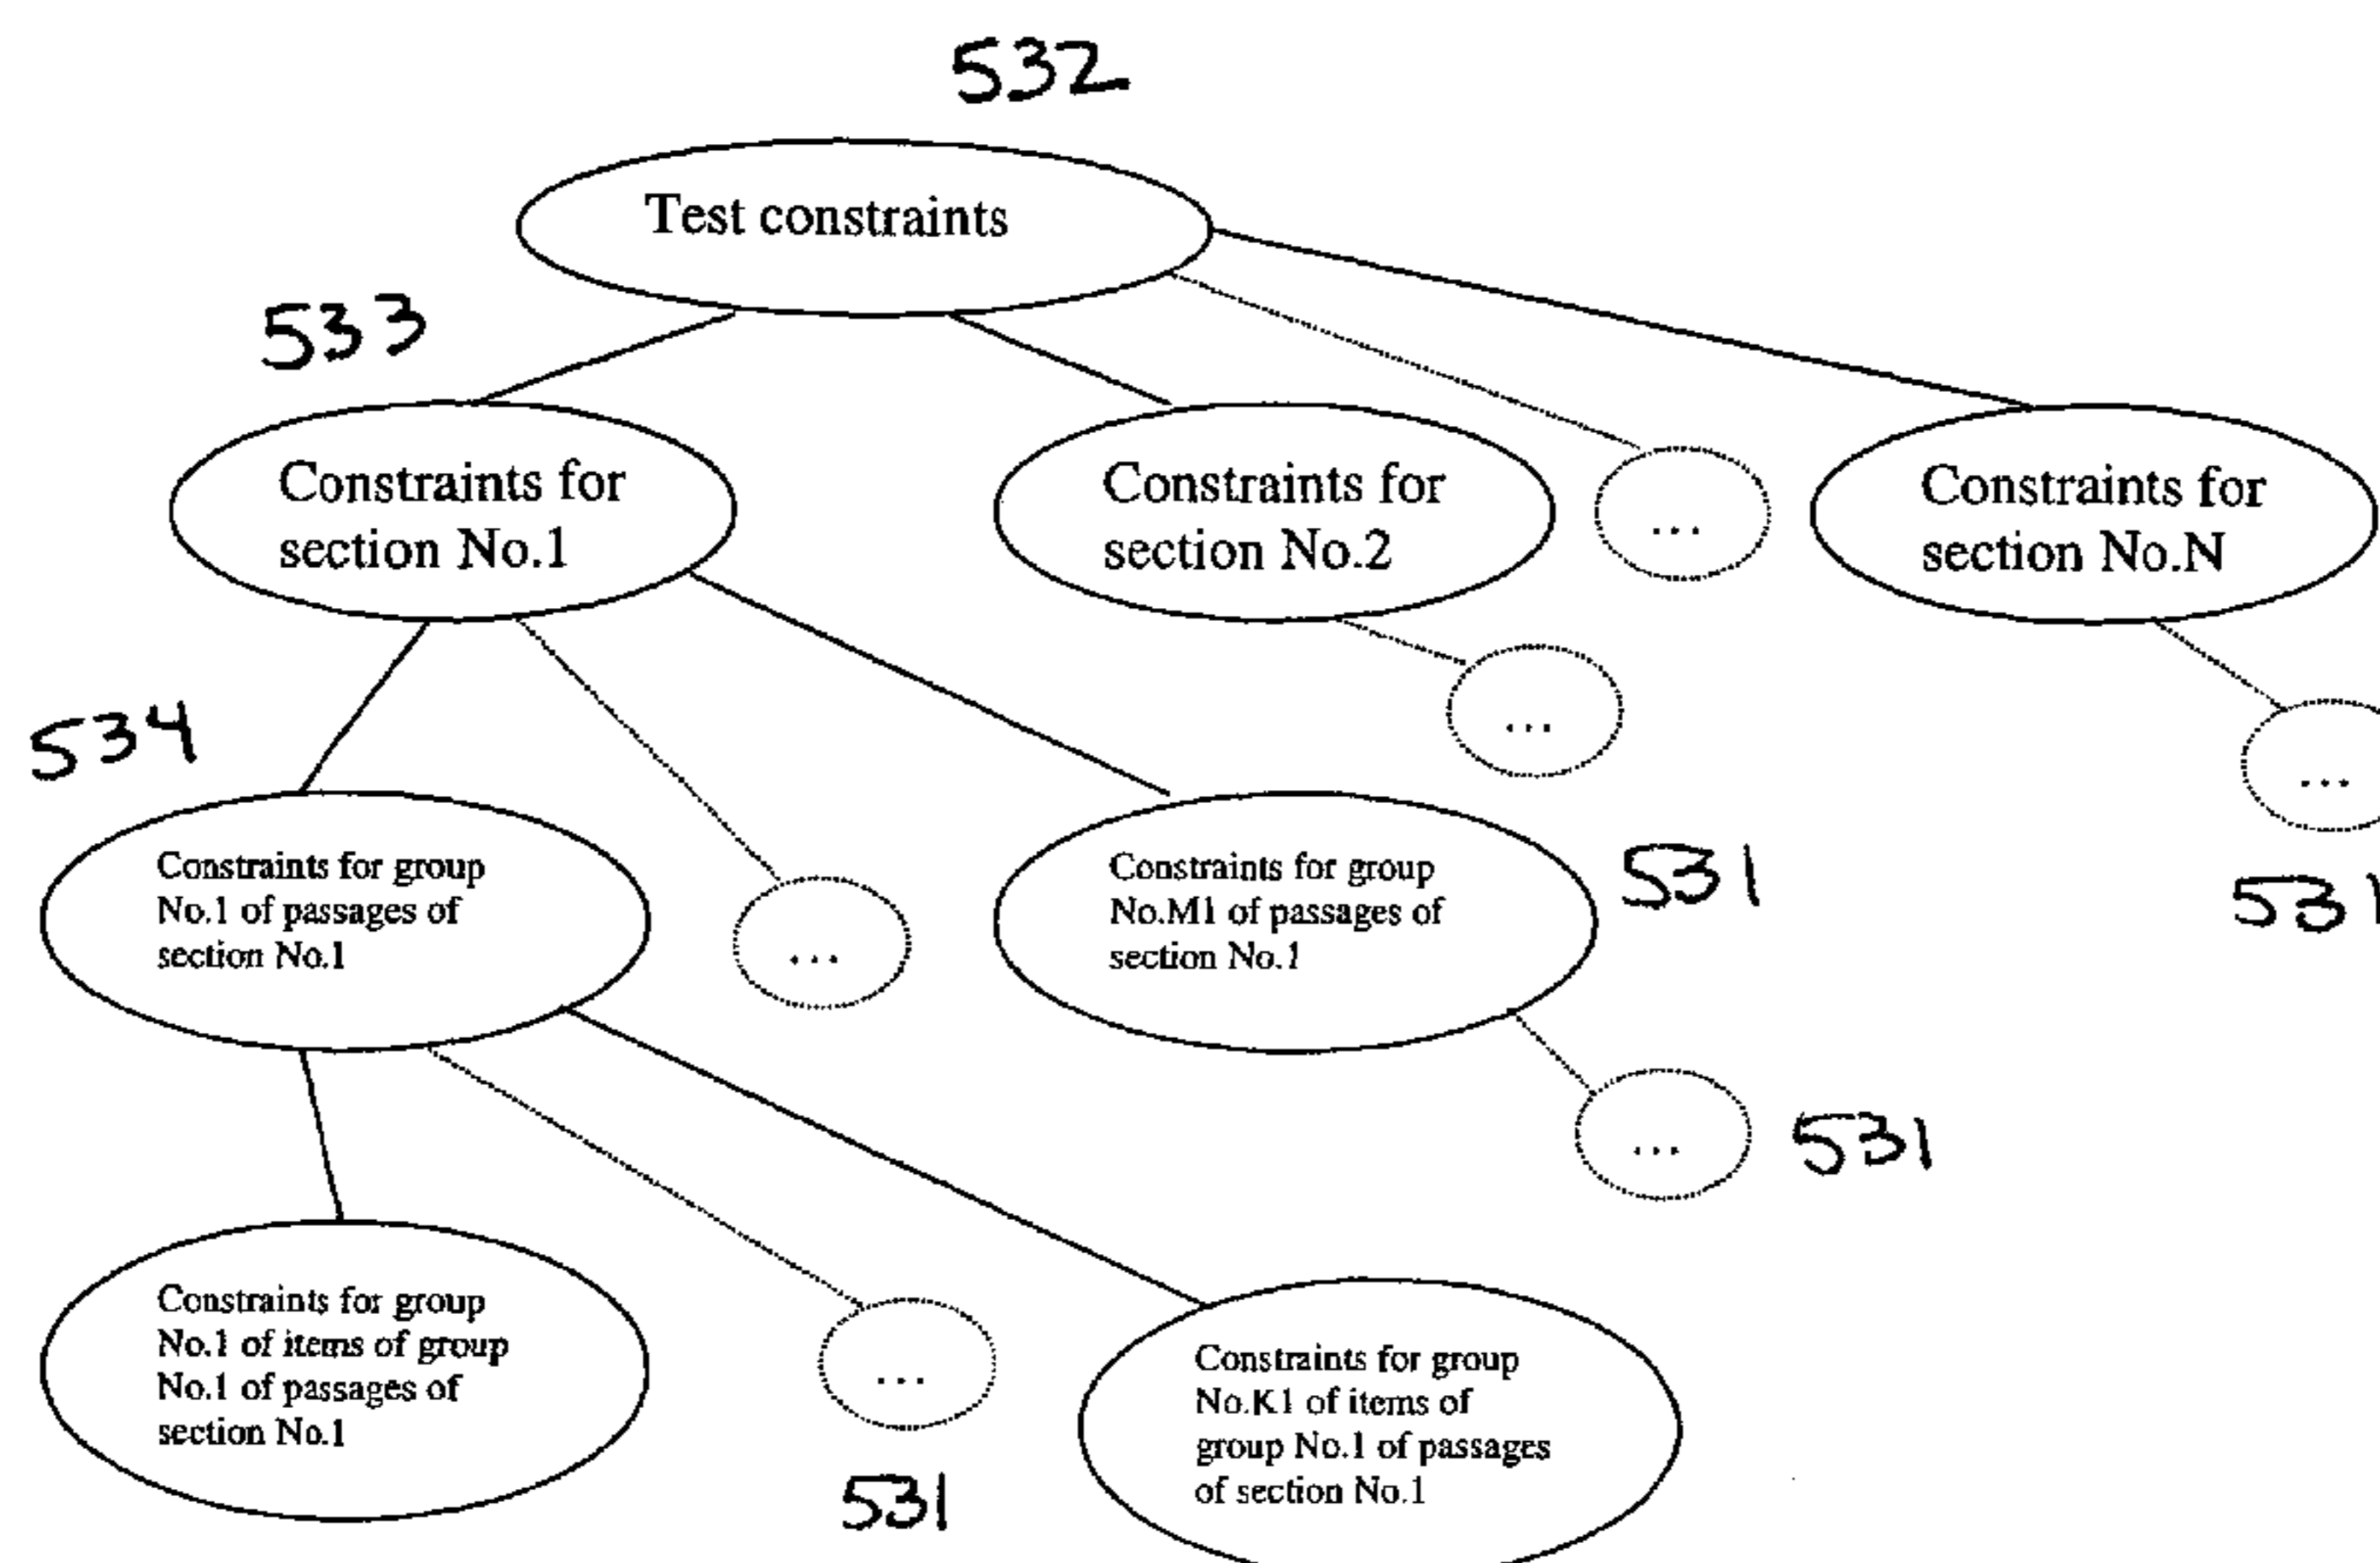 532
Test constraints
533
Constraints for
section No.1
Constraints for
section No.2
...
Constraints for
section No.N
...
...
534
Constraints for group
No.1 of passages of
section No.1
...
Constraints for group
No.M1 of passages of
section No.1
531
531
...
531
Constraints for group
No.1 of items of group
No.1 of passages of
section No.1
...
531
Constraints for group
No.K1 of items of
group No.1 of passages
of section No.1